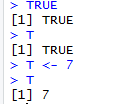 > TRUE
[1] TRUE
> T
[1] TRUE
> T <- 7
> T
[1] 7